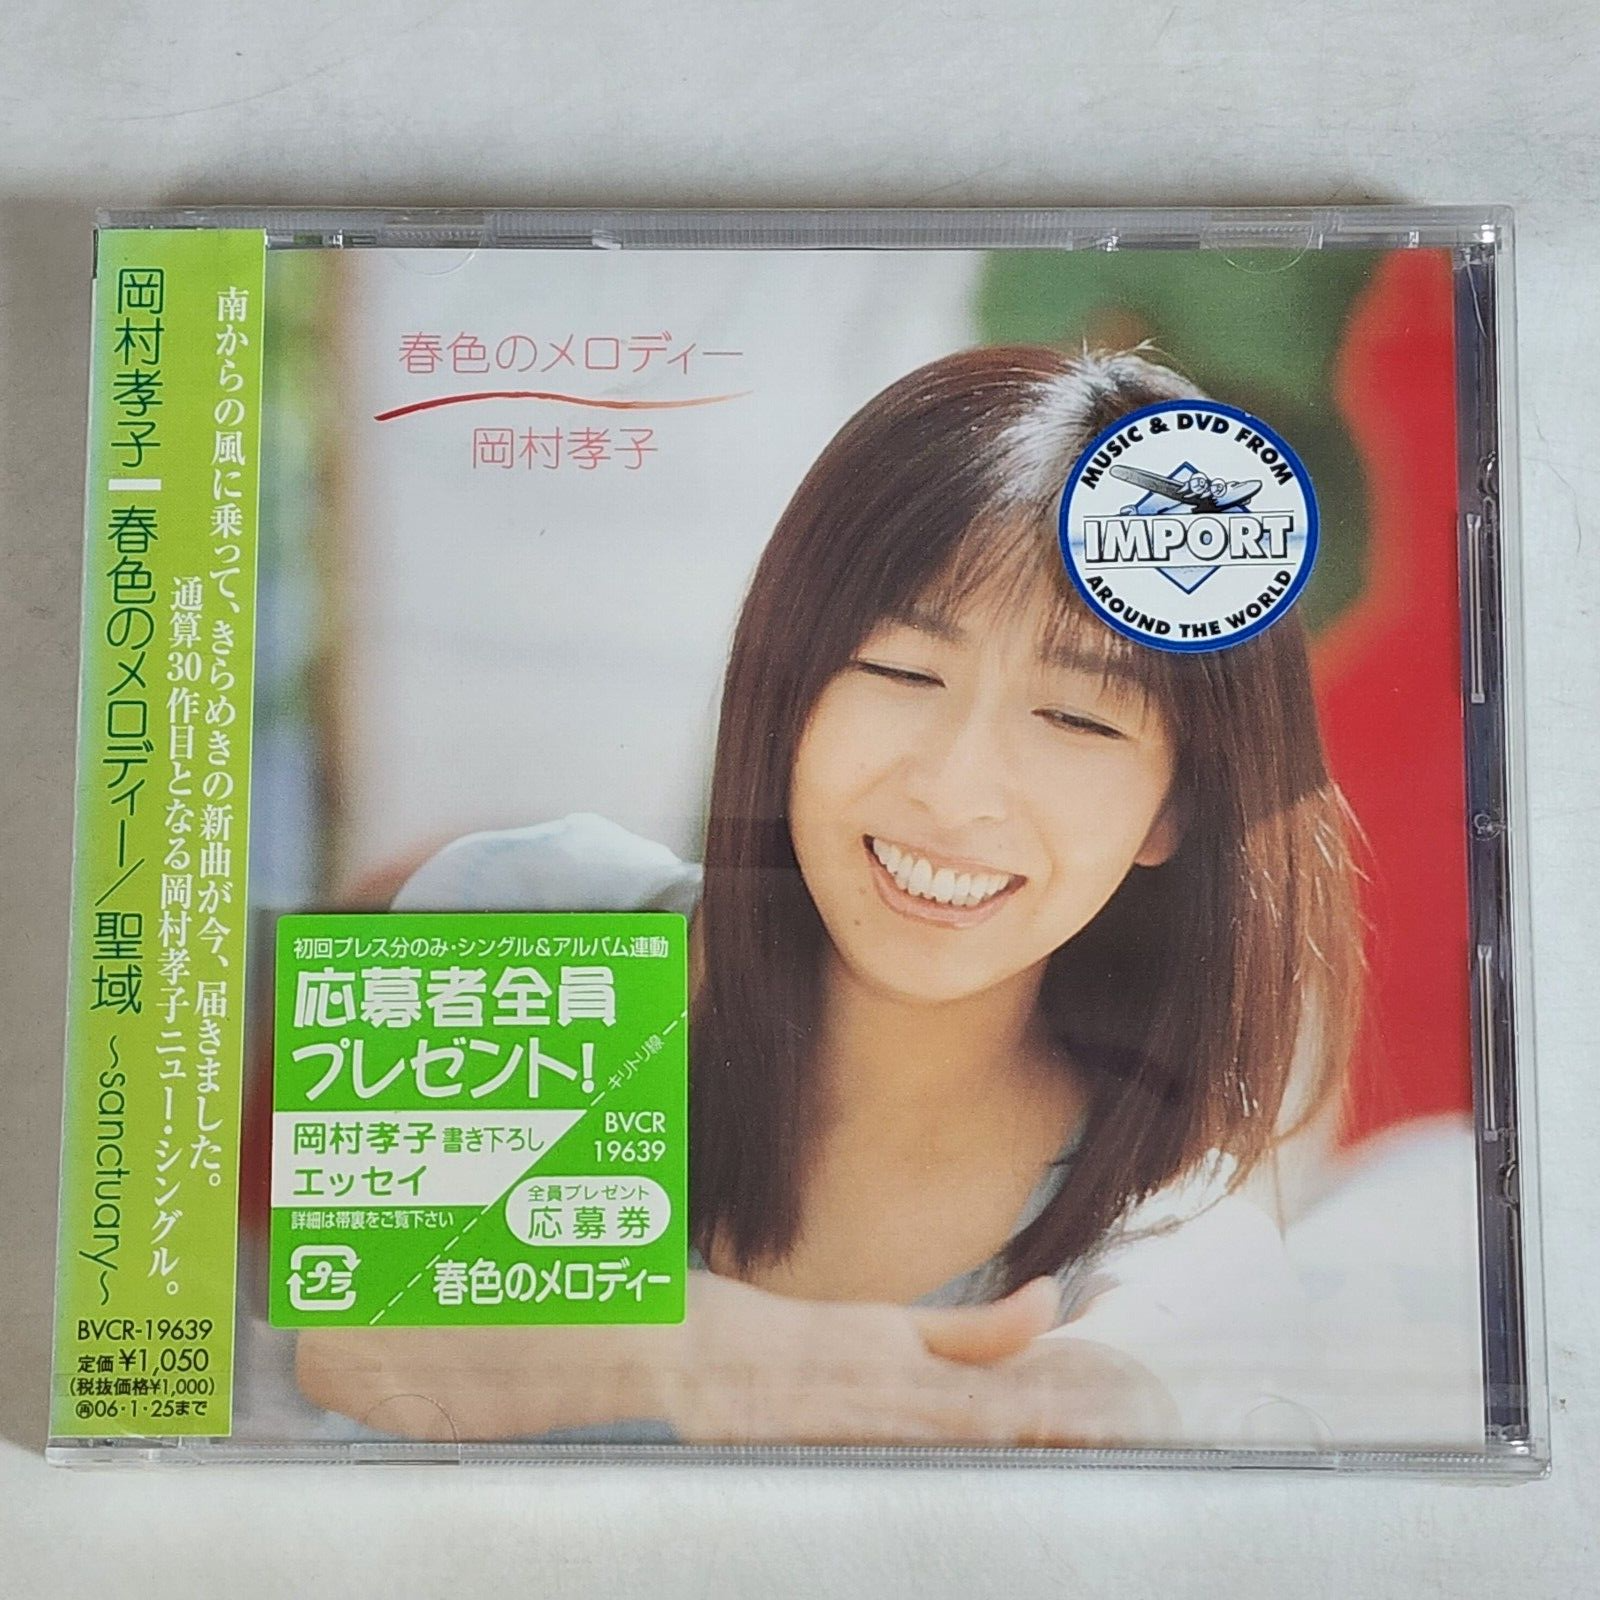 岡村孝子 春色のメロディー/聖域 ~sanctuary~
南からの風に乗って、きらめきの新曲が今、届きました。
通算30作目となる岡村孝子ニュー・シングル。
BVCR-19639
定価¥1,050
(税抜価格¥1,000)
再06・1・25まで
春色のメロディー
岡村孝子
MUSIC & DVD FROM
IMPORT
AROUND THE WORLD
初回プレス分のみ・シングル&アルバム連動
応募者全員
プレゼント!
キリトリ線
岡村孝子 書き下ろし
エッセイ
詳細は帯裏をご覧下さい
プラ
BVCR
19639
全員プレゼント
応募券
春色のメロディー